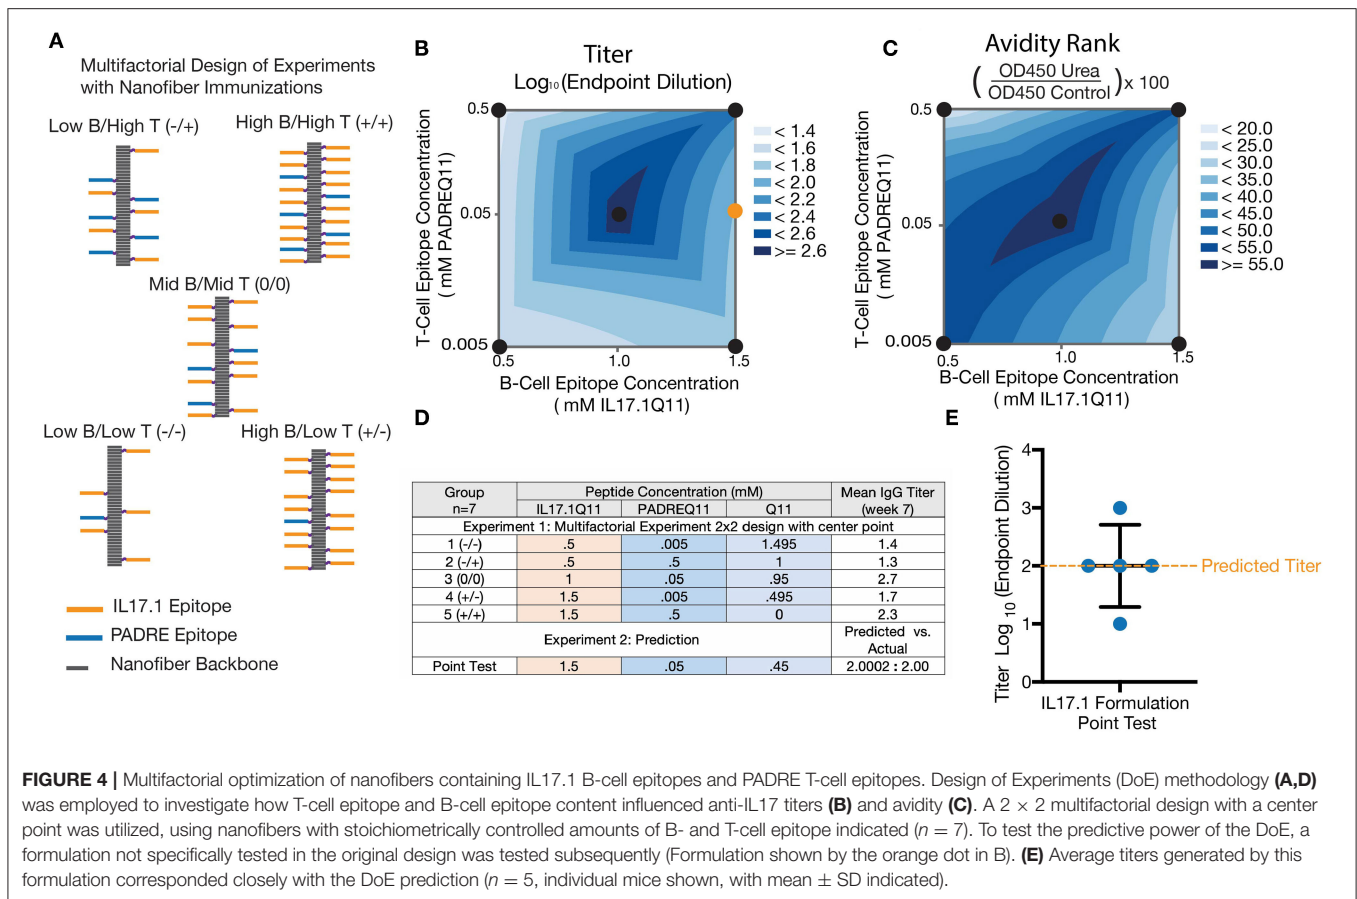 A
Multifactorial Design of Experiments
with Nanofiber Immunizations
Low B/High T (-/+)
High B/High T (+/+)
Mid B/Mid T (0/0)
Low B/Low T (-/-)
High B/Low T (+/-)
IL17.1 Epitope
PADRE Epitope
Nanofiber Backbone
B
Titer
Log10 (Endpoint Dilution)
T-Cell Epitope Concentration
( mM PADREQ11)
0.5
0.05
0.005
0.5
1.0
1.5
B-Cell Epitope Concentration
( mM IL17.1Q11)
< 1.4
< 1.6
< 1.8
< 2.0
< 2.2
< 2.4
< 2.6
>= 2.6
C
Avidity Rank
( OD450 Urea
OD450 Control ) x 100
T-Cell Epitope Concentration
( mM PADREQ11)
0.5
0.05
0.005
0.5
1.0
1.5
B-Cell Epitope Concentration
( mM IL17.1Q11)
< 20.0
< 25.0
< 30.0
< 35.0
< 40.0
< 45.0
< 50.0
< 55.0
>= 55.0
D
Group
n=7
Peptide Concentration (mM)
Mean IgG Titer
(week 7)
IL17.1Q11 PADREQ11 Q11
Experiment 1: Multifactorial Experiment 2x2 design with center point
1 (-/-) .5 .005 1.495 1.4
2 (-/+) .5 .5 1 1.3
3 (0/0) 1 .05 .95 2.7
4 (+/-) 1.5 .005 .495 1.7
5 (+/+) 1.5 .5 0 2.3
Experiment 2: Prediction
Predicted vs.
Actual
Point Test 1.5 .05 .45 2.0002 : 2.00
E
Titer Log 10 (Endpoint Dilution)
4
3
2
1
0
Predicted Titer
IL17.1 Formulation
Point Test
FIGURE 4 | Multifactorial optimization of nanofibers containing IL17.1 B-cell epitopes and PADRE T-cell epitopes. Design of Experiments (DoE) methodology (A,D)
was employed to investigate how T-cell epitope and B-cell epitope content influenced anti-IL17 titers (B) and avidity (C). A 2 × 2 multifactorial design with a center
point was utilized, using nanofibers with stoichiometrically controlled amounts of B- and T-cell epitope indicated (n = 7). To test the predictive power of the DoE, a
formulation not specifically tested in the original design was tested subsequently (Formulation shown by the orange dot in B). (E) Average titers generated by this
formulation corresponded closely with the DoE prediction (n = 5, individual mice shown, with mean ± SD indicated).